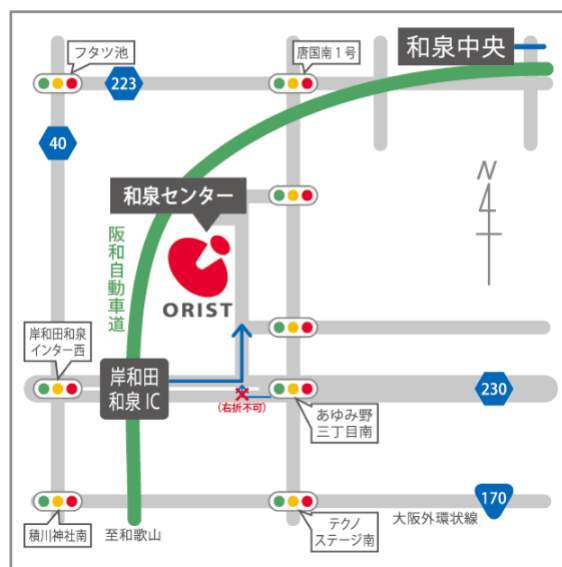 フタツ池
唐国南1号
和泉中央
223
40
N
和泉センター
阪和自動車道
ORIST
岸和田和泉
インター西
岸和田
和泉IC
(右折不可)
あゆみ野
三丁目南
230
積川神社南
至和歌山
テクノ
ステージ南
大阪外環状線
170